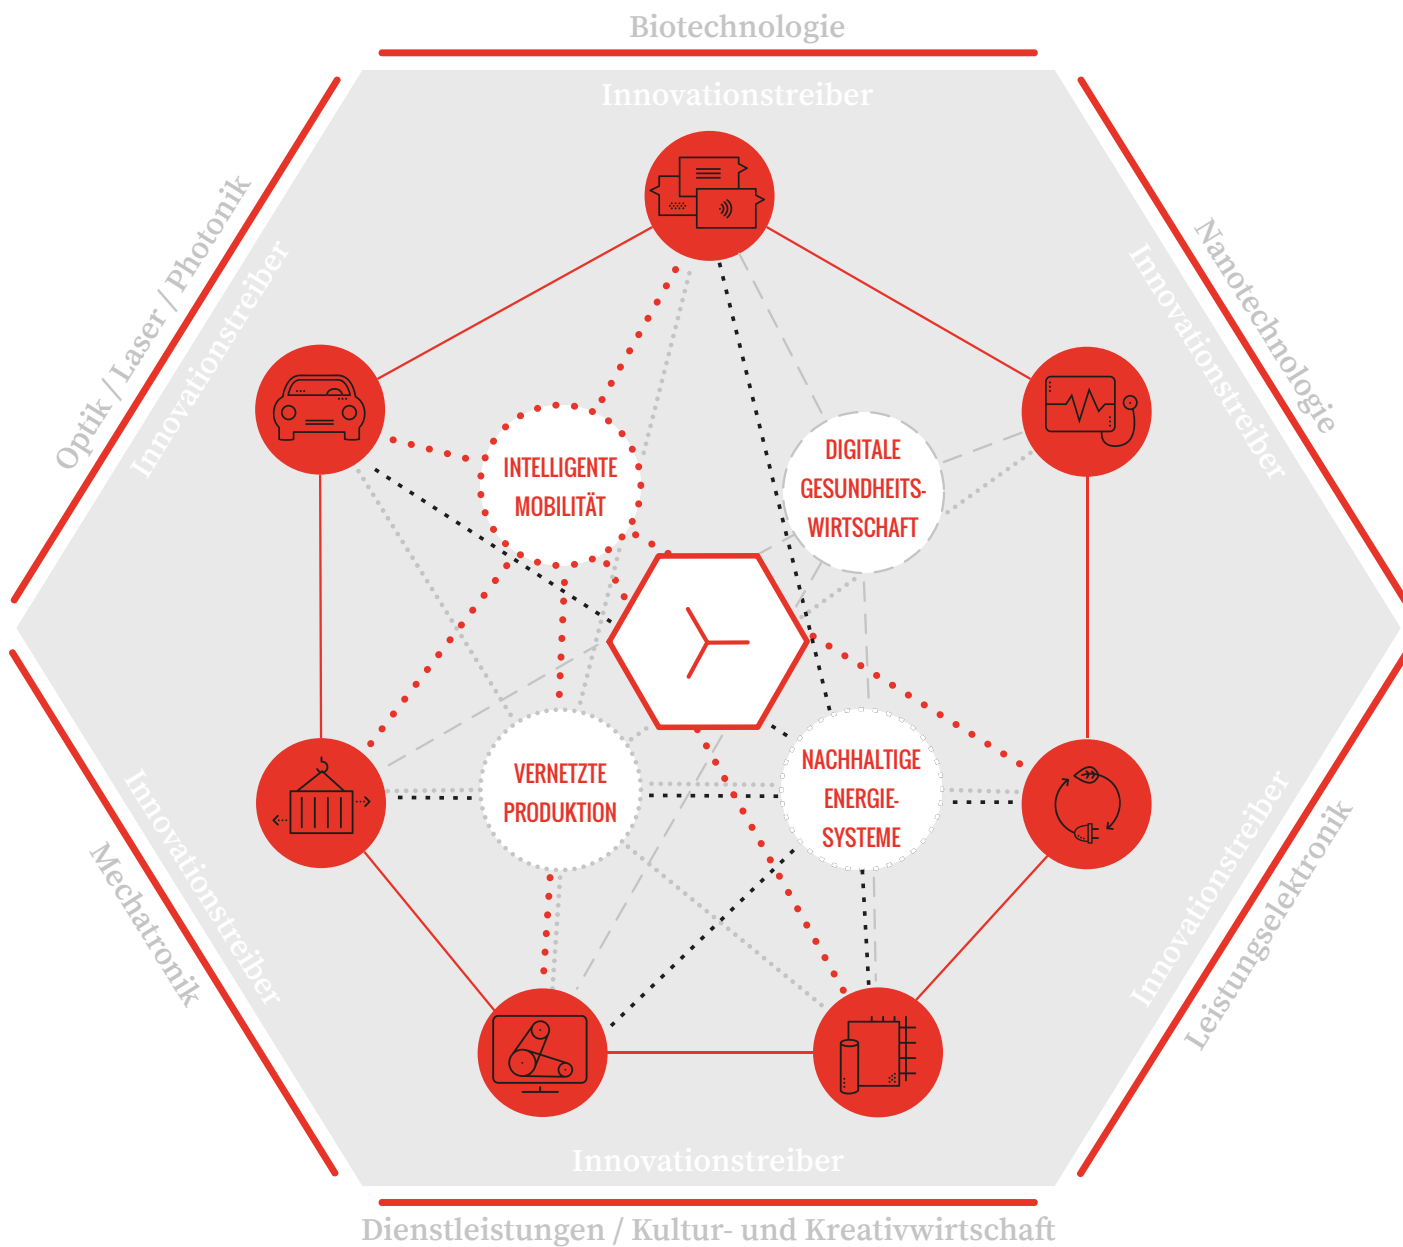 Biotechnologie
Innovationstreiber
Optik / Laser / Photonik
Innovationstreiber
Nanotechnologie
Innovationstreiber
INTELLIGENTE
MOBILITÄT
DIGITALE
GESUNDHEITS-
WIRTSCHAFT
VERNETZTE
PRODUKTION
NACHHALTIGE
ENERGIE-
SYSTEME
Mechatronik
Innovationstreiber
Leistungselektronik
Innovationstreiber
Innovationstreiber
Dienstleistungen / Kultur- und Kreativwirtschaft